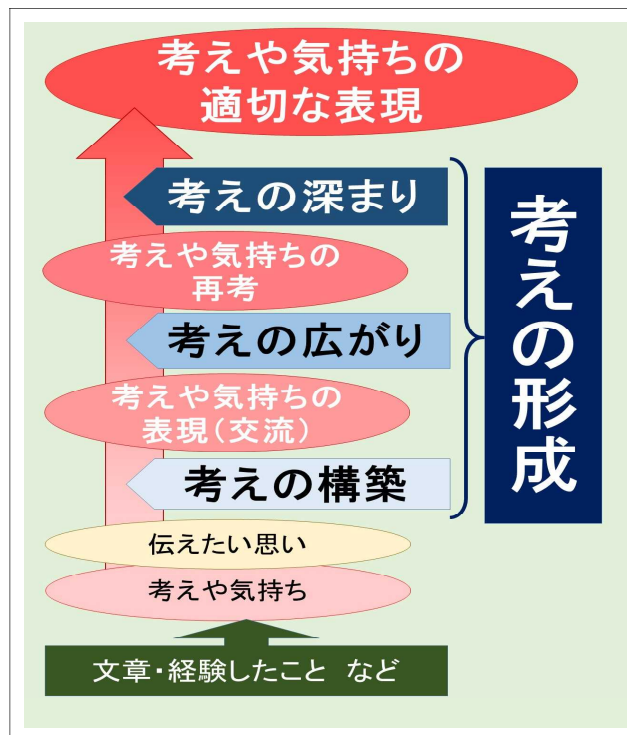 考えや気持ちの
適切な表現
考えの深まり
考えや気持ちの
再考
考えの広がり
考えや気持ちの
表現(交流)
考えの構築
伝えたい思い
考えや気持ち
文章・経験したこと など
考えの形成